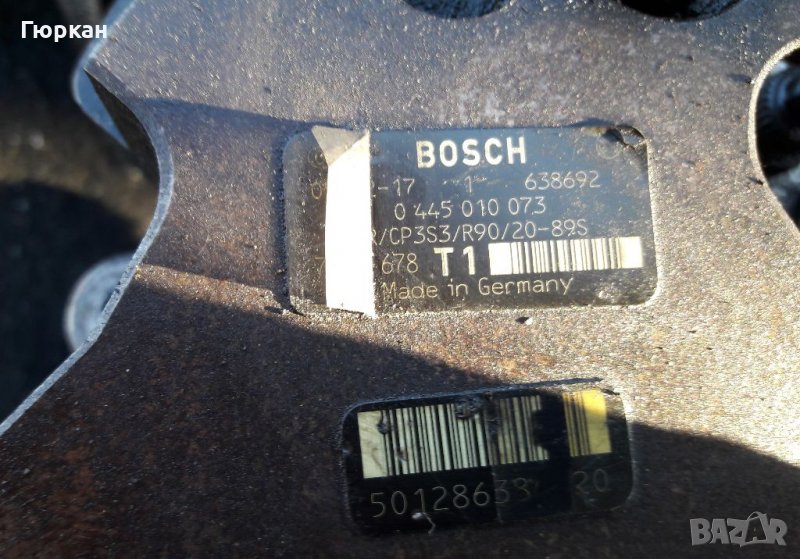 Гюркан
BOSCH
-17 1 638692
0 445 010 073
/CP3S3/R90/20-89S
678 T1
Made in Germany
20
BAZAR